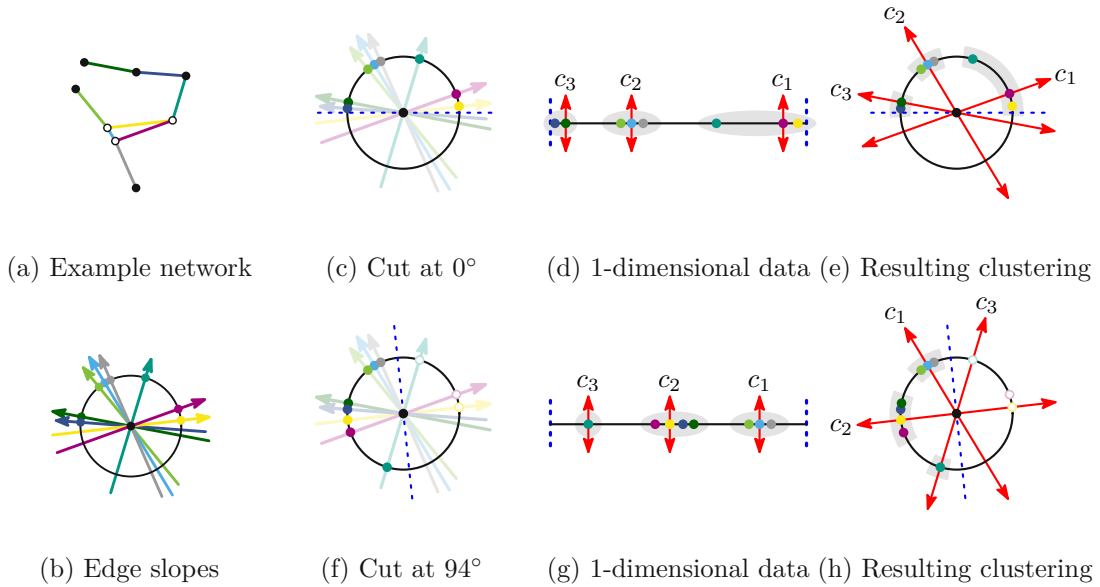 c₃ c₂ c₁
c₂
c₁
c₃
(a) Example network
(c) Cut at 0°
(d) 1-dimensional data
(e) Resulting clustering
c₃ c₂ c₁
c₁
c₃
c₂
(b) Edge slopes
(f) Cut at 94°
(g) 1-dimensional data
(h) Resulting clustering